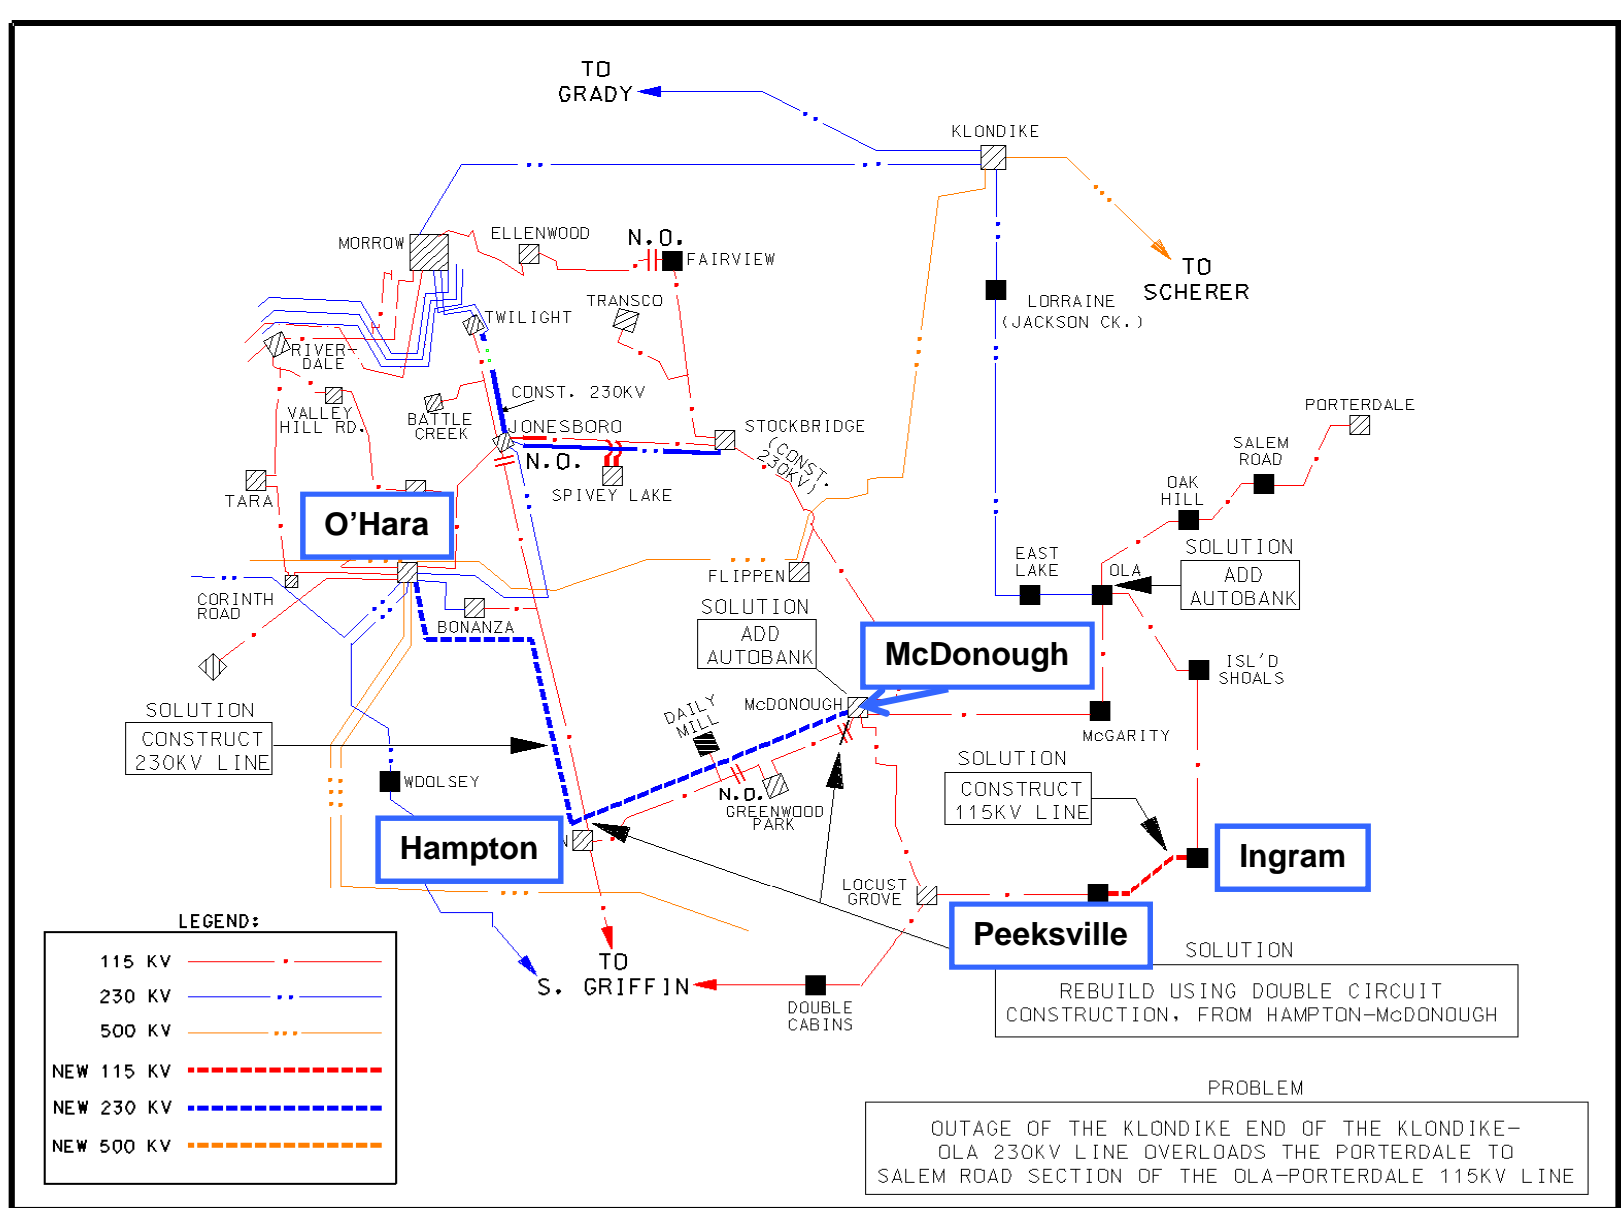 TO
GRADY
KLONDIKE
MORROW
ELLENWOOD
N.O.
FAIRVIEW
TO
SCHERER
TRANSCO
LORRAINE
(JACKSON CK.)
TWILIGHT
RIVER-
DALE
CONST. 230KV
VALLEY
HILL RD.
BATTLE
CREEK
JONESBORO
STOCKBRIDGE
(CONST.
230KV)
PORTERDALE
SALEM
ROAD
N.O.
SPIVEY LAKE
TARA
OAK
HILL
O'Hara
EAST
LAKE
OLA
SOLUTION
ADD
AUTOBANK
FLIPPEN
CORINTH
ROAD
BONANZA
SOLUTION
ADD
AUTOBANK
McDonough
ISL'D
SHOALS
SOLUTION
CONSTRUCT
230KV LINE
DAILY
MILL
McDONOUGH
McGARITY
WOOLSEY
N.O.
GREENWOOD
PARK
SOLUTION
CONSTRUCT
115KV LINE
Hampton
N
Ingram
LOCUST
GROVE
Peeksville
TO
S. GRIFFIN
DOUBLE
CABINS
SOLUTION
REBUILD USING DOUBLE CIRCUIT
CONSTRUCTION, FROM HAMPTON-McDONOUGH
LEGEND:
115 KV
230 KV
500 KV
NEW 115 KV
NEW 230 KV
NEW 500 KV
PROBLEM
OUTAGE OF THE KLONDIKE END OF THE KLONDIKE-
OLA 230KV LINE OVERLOADS THE PORTERDALE TO
SALEM ROAD SECTION OF THE OLA-PORTERDALE 115KV LINE